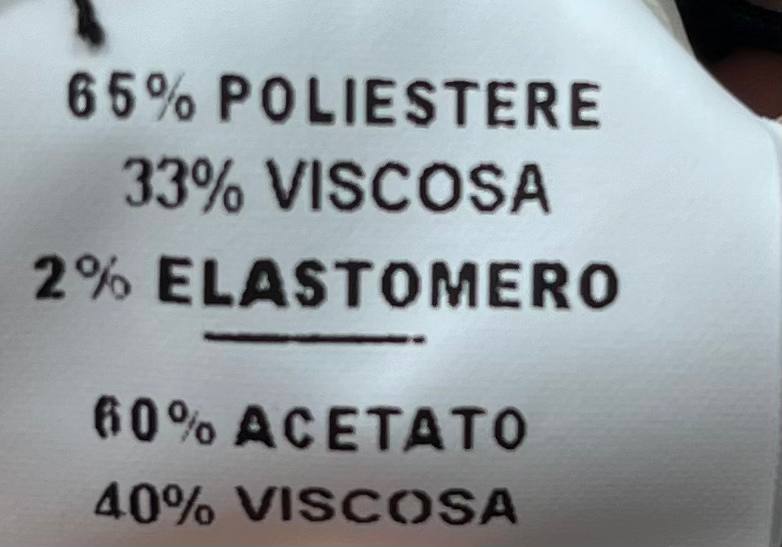 65% POLIESTERE
33% VISCOSA
2% ELASTOMERO
60% ACETATO
40% VISCOSA